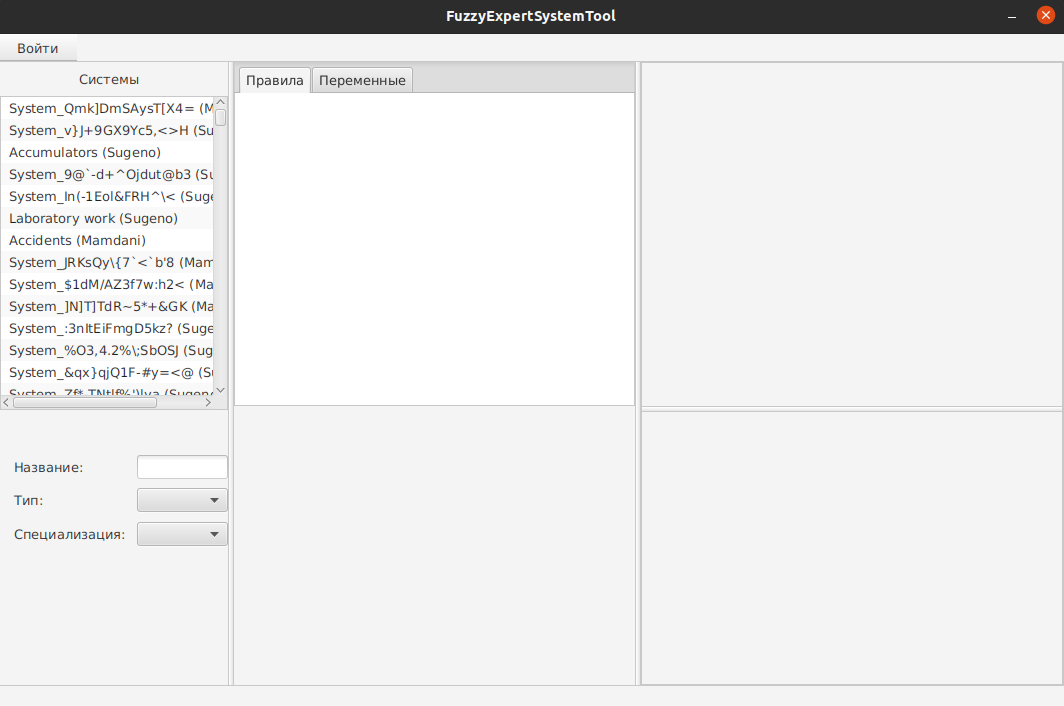 FuzzyExpertSystemTool
Войти
Системы
System_Qmk]DmSAysT[X4= (M
System_v}J+9GX9Yc5,<>H (Su
Accumulators (Sugeno)
System_9@`-d+^Ojdut@b3 (Su
System_In(-1Eol&FRH^\< (Suge
Laboratory work (Sugeno)
Accidents (Mamdani)
System_JRKsQy\{7`<`b'8 (Mam
System_$1dM/AZ3f7w:h2< (Ma
System_]N]T]TdR~5*+&GK (Ma
System_:3nItEiFmgD5kz? (Suge
System_%O3,4.2%\;SbOSJ (Sug
System_&qx}qjQ1F-#y=<@ (Su
Правила
Переменные
Название:
Тип:
Специализация: